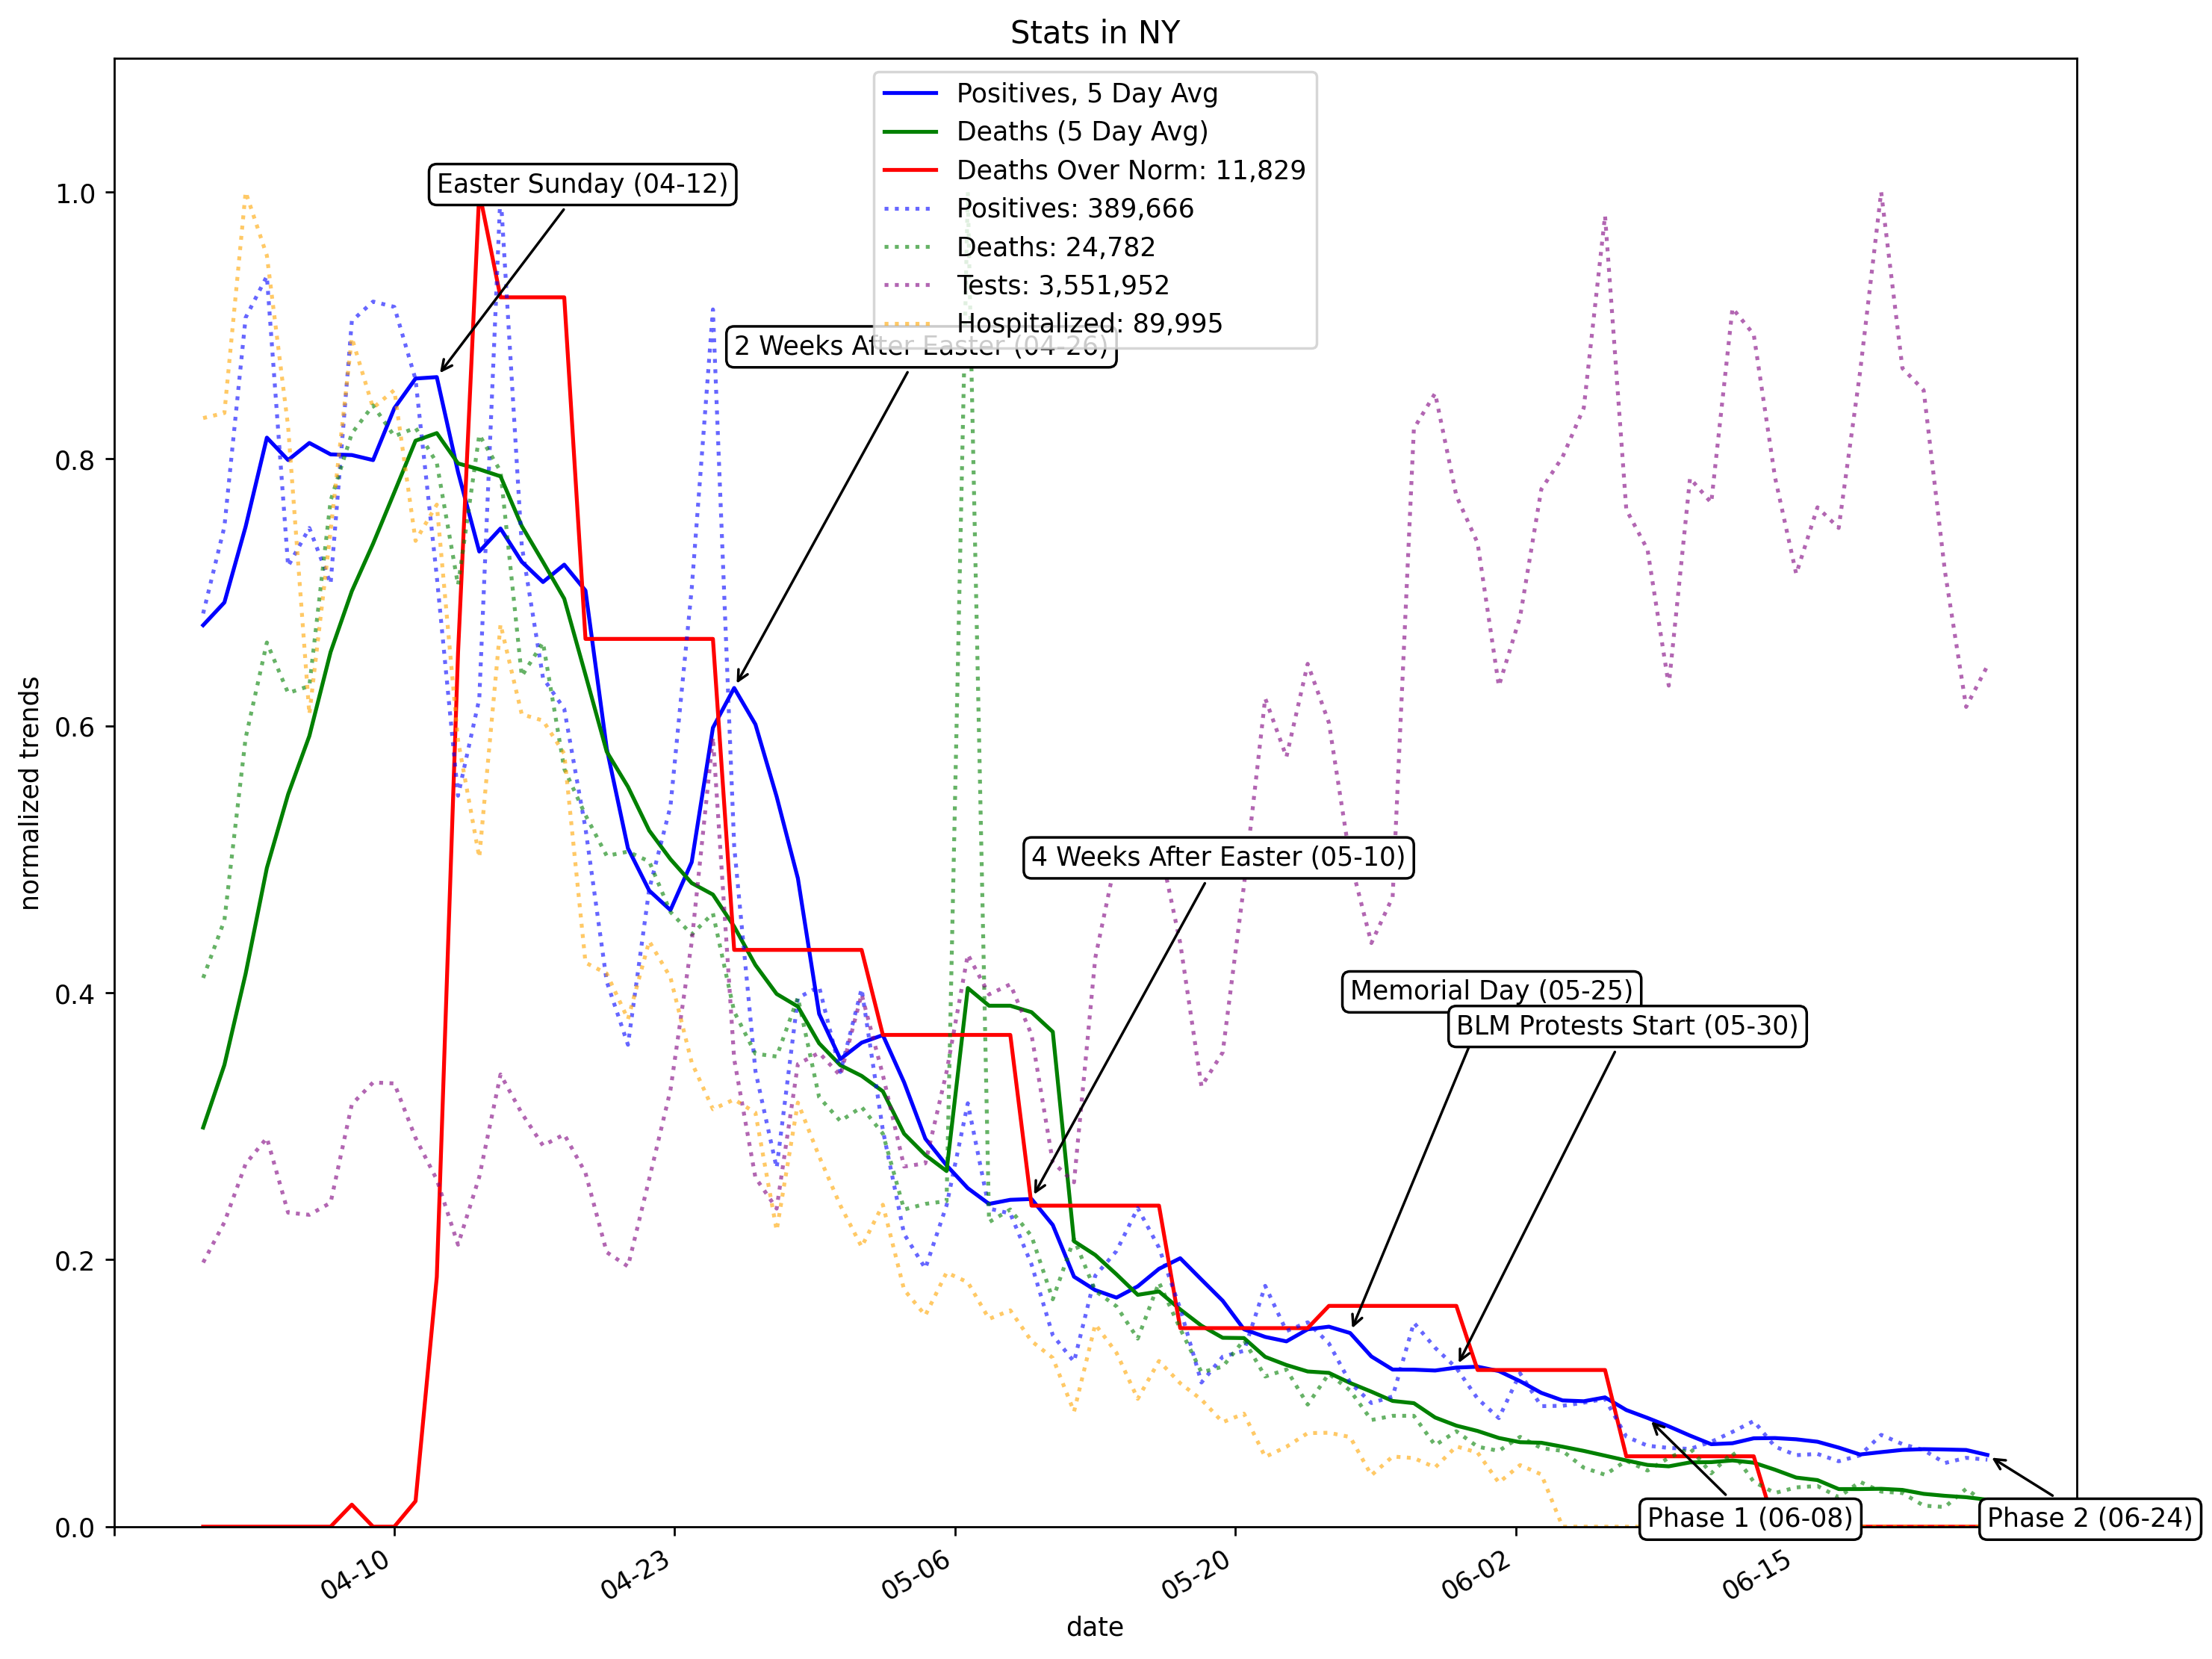 Stats in NY
Positives, 5 Day Avg
Deaths (5 Day Avg)
Deaths Over Norm: 11,829
Positives: 389,666
Deaths: 24,782
Tests: 3,551,952
Hospitalized: 89,995
Easter Sunday (04-12)
2 Weeks After Easter (04-26)
4 Weeks After Easter (05-10)
Memorial Day (05-25)
BLM Protests Start (05-30)
Phase 1 (06-08)
Phase 2 (06-24)
normalized trends
1.0
0.8
0.6
0.4
0.2
0.0
04-10
04-23
05-06
05-20
06-02
06-15
date